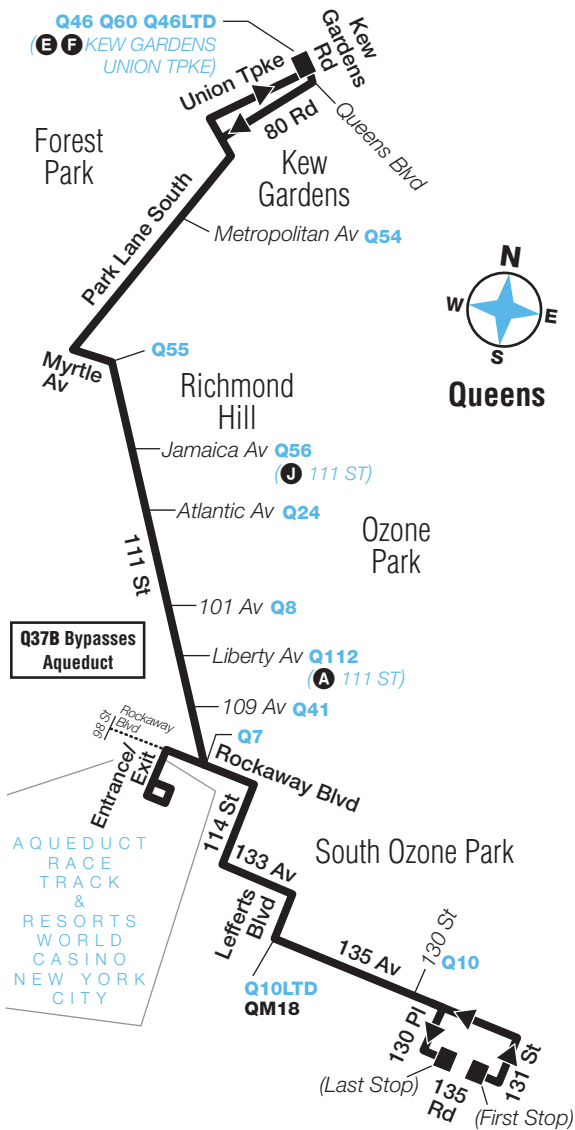 Q46 Q60 Q46LTD
(E F KEW GARDENS
UNION TPKE)
Kew
Gardens
Rd
Union Tpke
80 Rd
Queens Blvd
Forest
Park
Kew
Gardens
Park Lane South
Metropolitan Av Q54
N
W
E
S
Queens
Myrtle
Av
Q55
Richmond
Hill
Jamaica Av Q56
(J 111 ST)
Atlantic Av Q24
Ozone
Park
111 St
101 Av Q8
Q37B Bypasses
Aqueduct
Liberty Av Q112
(A 111 ST)
109 Av Q41
98 St
Rockaway
Blvd
Q7
Rockaway Blvd
Entrance/
Exit
114 St
133 Av
South Ozone Park
AQUEDUCT
RACE
TRACK
&
RESORTS
WORLD
CASINO
NEW YORK
CITY
Lefferts
Blvd
135 Av
130 St
Q10
Q10LTD
QM18
130 Pl
131 St
135
Rd
(Last Stop)
(First Stop)